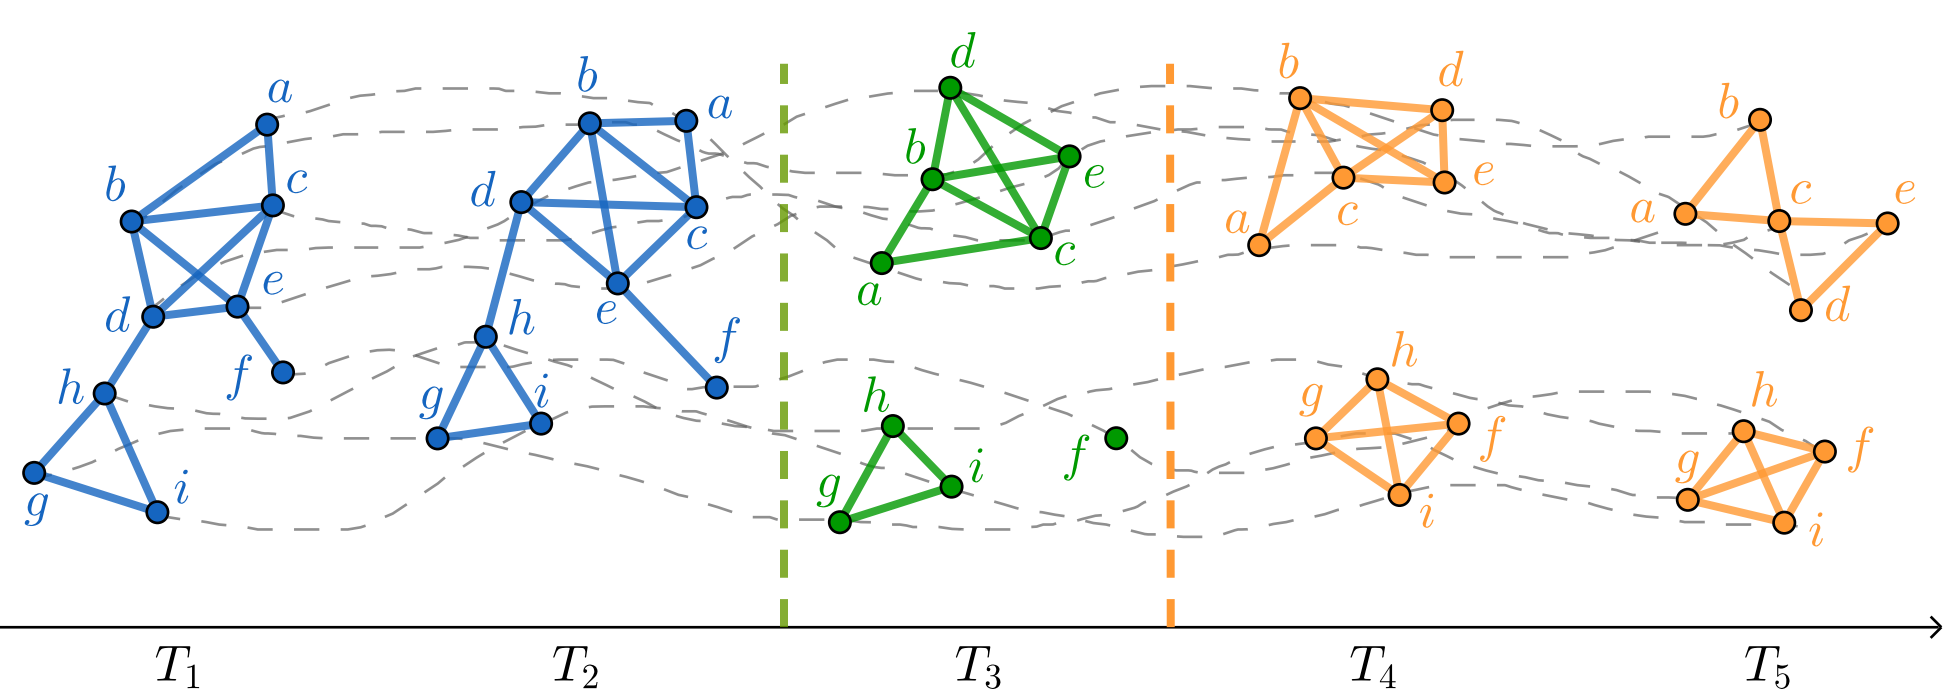 a b c d e f h g i
b a d c e h f g i
d b e c a h i g f
b d e c a h g f i
b c e a d h f g i
T₁ T₂ T₃ T₄ T₅